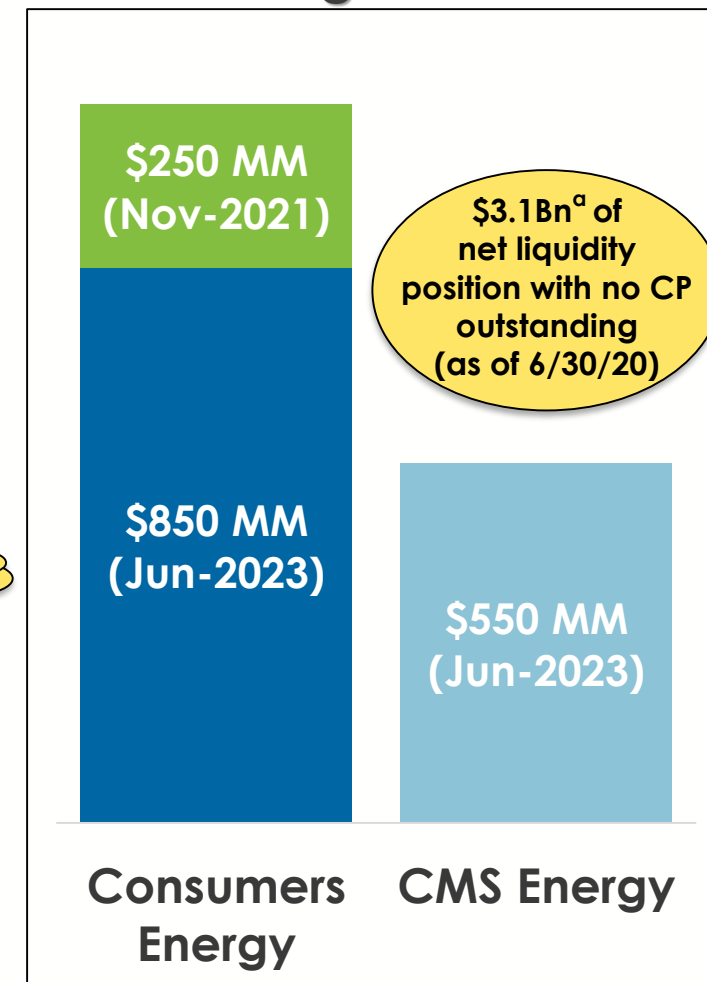 $250 MM
(Nov-2021)
$3.1Bnᵃ of
net liquidity
position with no CP
outstanding
(as of 6/30/20)
$850 MM
(Jun-2023)
$550 MM
(Jun-2023)
Consumers
Energy
CMS Energy